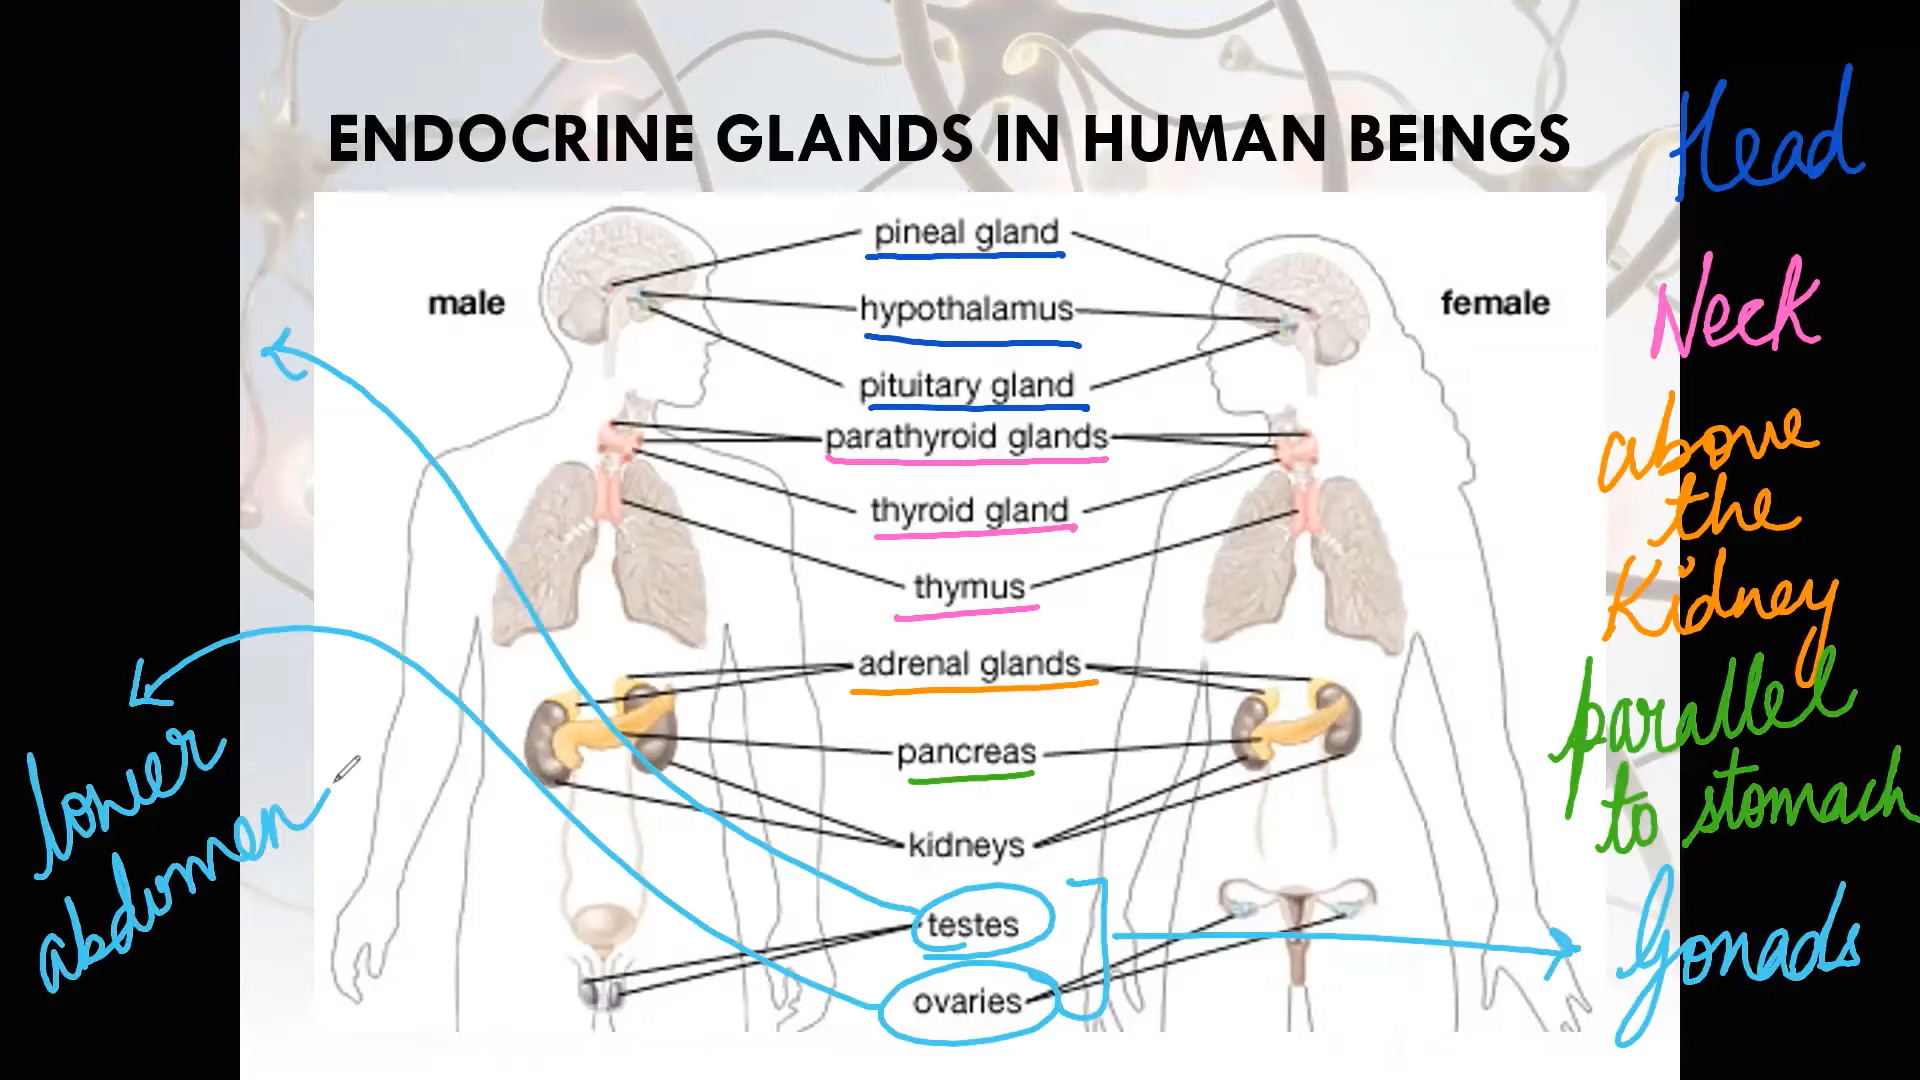 ENDOCRINE GLANDS IN HUMAN BEINGS
male
female
pineal gland
hypothalamus
pituitary gland
parathyroid glands
thyroid gland
thymus
adrenal glands
pancreas
kidneys
testes
ovaries
Head
Neck
above
the
Kidney
parallel
to stomach
Gonads
lower
abdomen